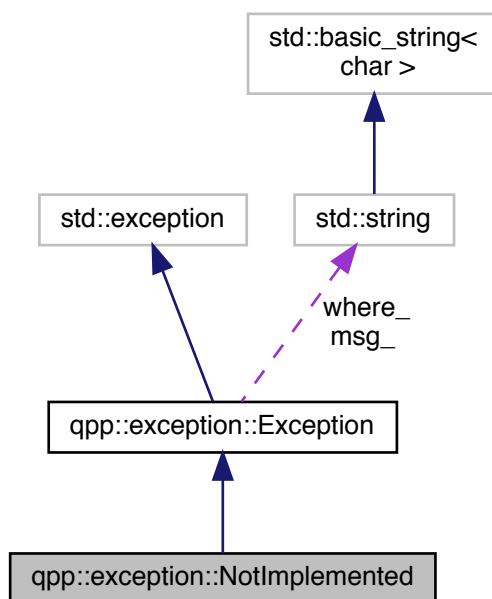 std::basic_string<
char >
std::exception
std::string
where_
msg_
qpp::exception::Exception
qpp::exception::NotImplemented